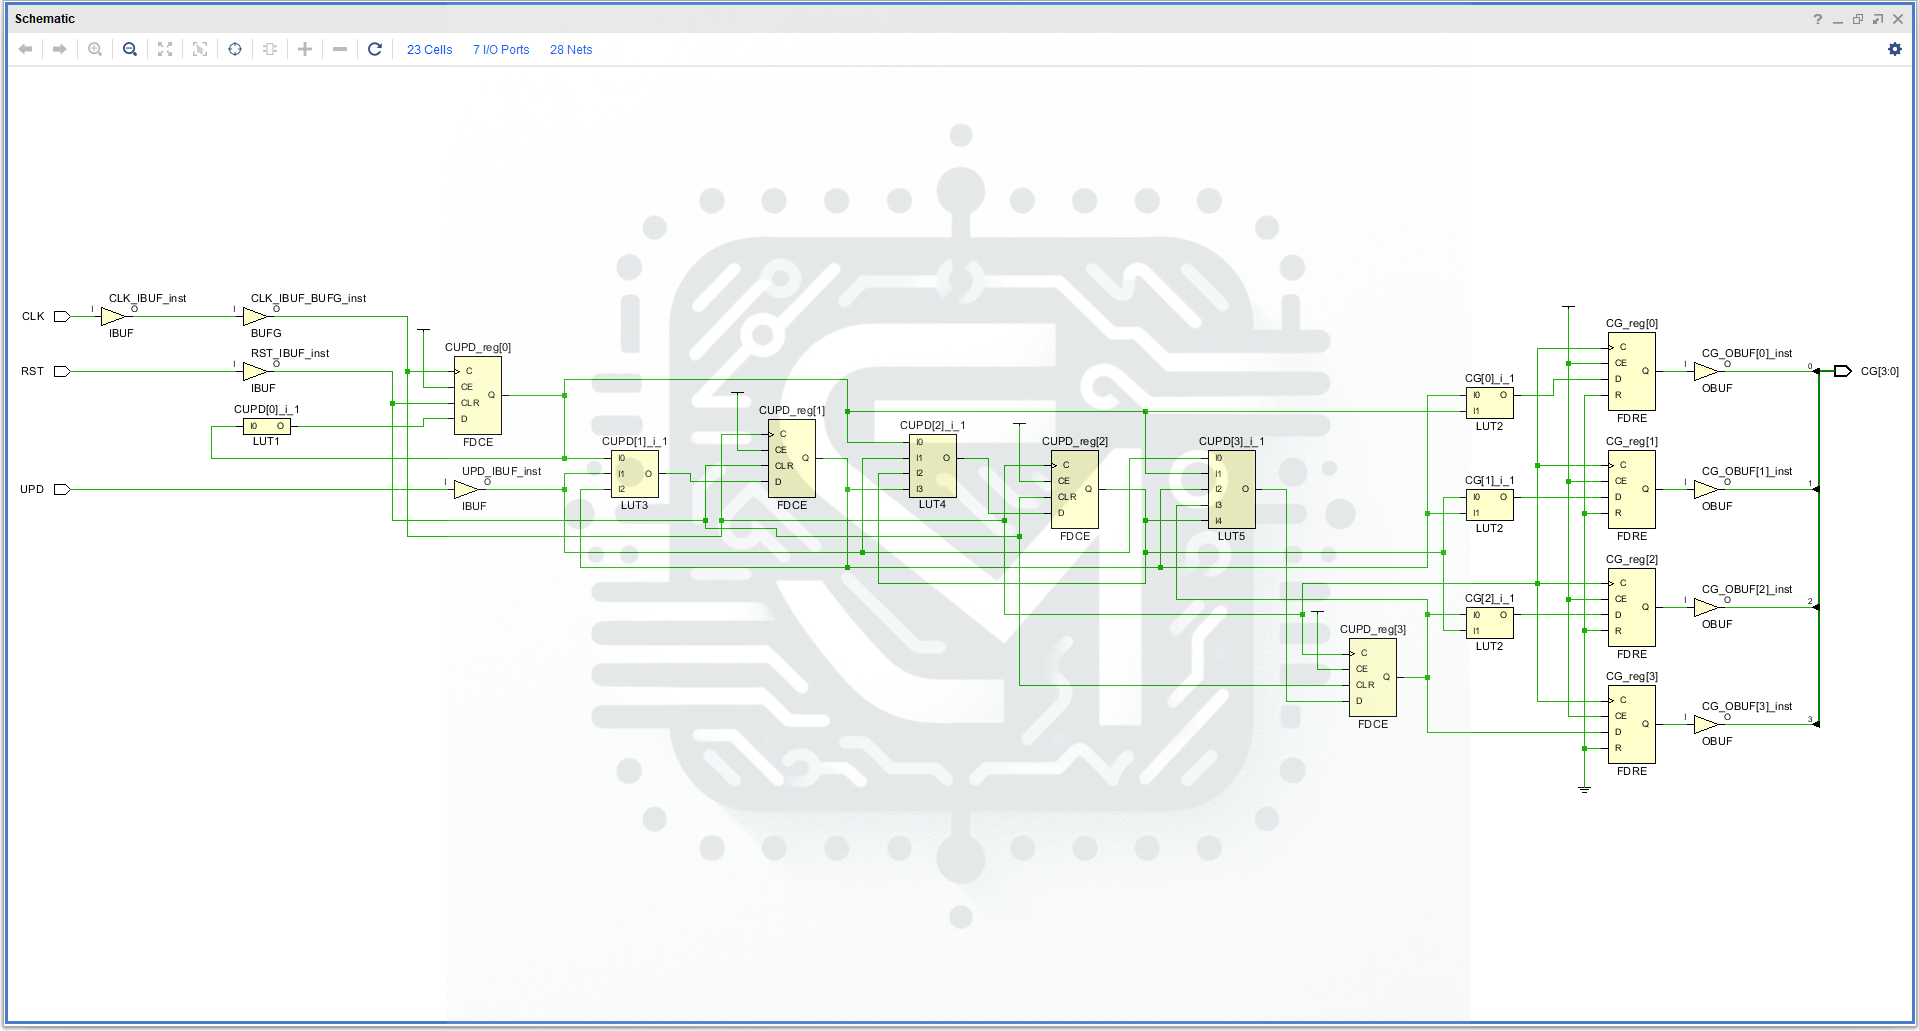 Schematic
23 Cells 7 I/O Ports 28 Nets
CLK
I CLK_IBUF_inst O
IBUF
I CLK_IBUF_BUFG_inst O
BUFG
RST
I RST_IBUF_inst O
IBUF
CUPD[0]_i_1
I0 O
LUT1
UPD
I UPD_IBUF_inst O
IBUF
CUPD_reg[0]
C
CE
CLR
D
Q
FDCE
CUPD[1]_i_1
I0
I1
I2
O
LUT3
CUPD_reg[1]
C
CE
CLR
D
Q
FDCE
CUPD[2]_i_1
I0
I1
I2
I3
O
LUT4
CUPD_reg[2]
C
CE
CLR
D
Q
FDCE
CUPD[3]_i_1
I0
I1
I2
I3
I4
O
LUT5
CUPD_reg[3]
C
CE
CLR
D
Q
FDCE
CG[0]_i_1
I0 O
I1
LUT2
CG[1]_i_1
I0 O
I1
LUT2
CG[2]_i_1
I0 O
I1
LUT2
CG_reg[0]
C
CE
D
R
Q
FDRE
CG_reg[1]
C
CE
D
R
Q
FDRE
CG_reg[2]
C
CE
D
R
Q
FDRE
CG_reg[3]
C
CE
D
R
Q
FDRE
CG_OBUF[0]_inst
I O
OBUF
0
CG_OBUF[1]_inst
I O
OBUF
1
CG_OBUF[2]_inst
I O
OBUF
2
CG_OBUF[3]_inst
I O
OBUF
3
CG[3:0]